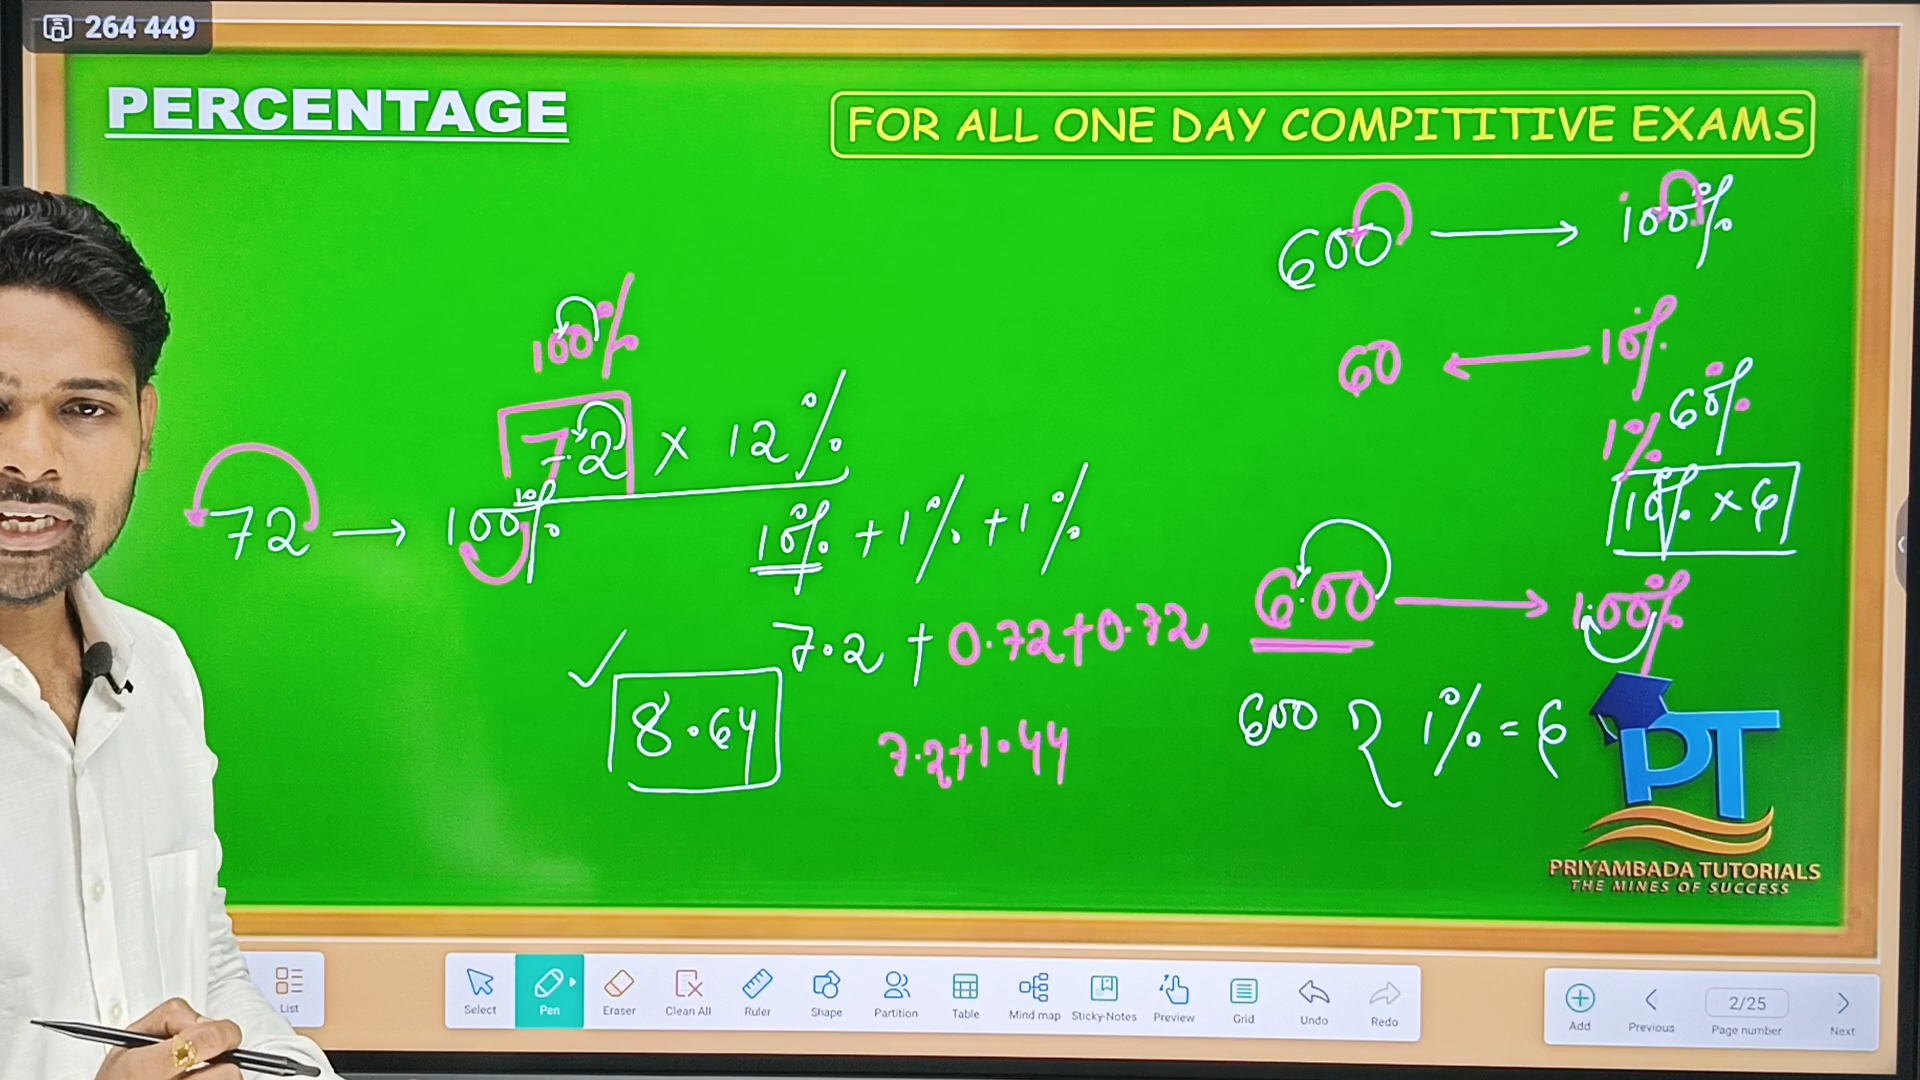 264 449
PERCENTAGE
FOR ALL ONE DAY COMPITITIVE EXAMS
600 → 100%
100%
60 ← 10%
60%
72 × 12%
1%
10% × 6
72 → 100%
10%
10% + 1% + 1%
6.00 → 1.00%
7.2 + 0.72 + 0.72
✓ 8.64
7.2 + 1.44
600 1% = 6
PT
PRIYAMBADA TUTORIALS
THE MINES OF SUCCESS
List
Select
Pen
Eraser
Clean All
Ruler
Shape
Partition
Table
Mind map
Sticky-Notes
Preview
Grid
Undo
Redo
Add
Previous
2/25
Page number
Next